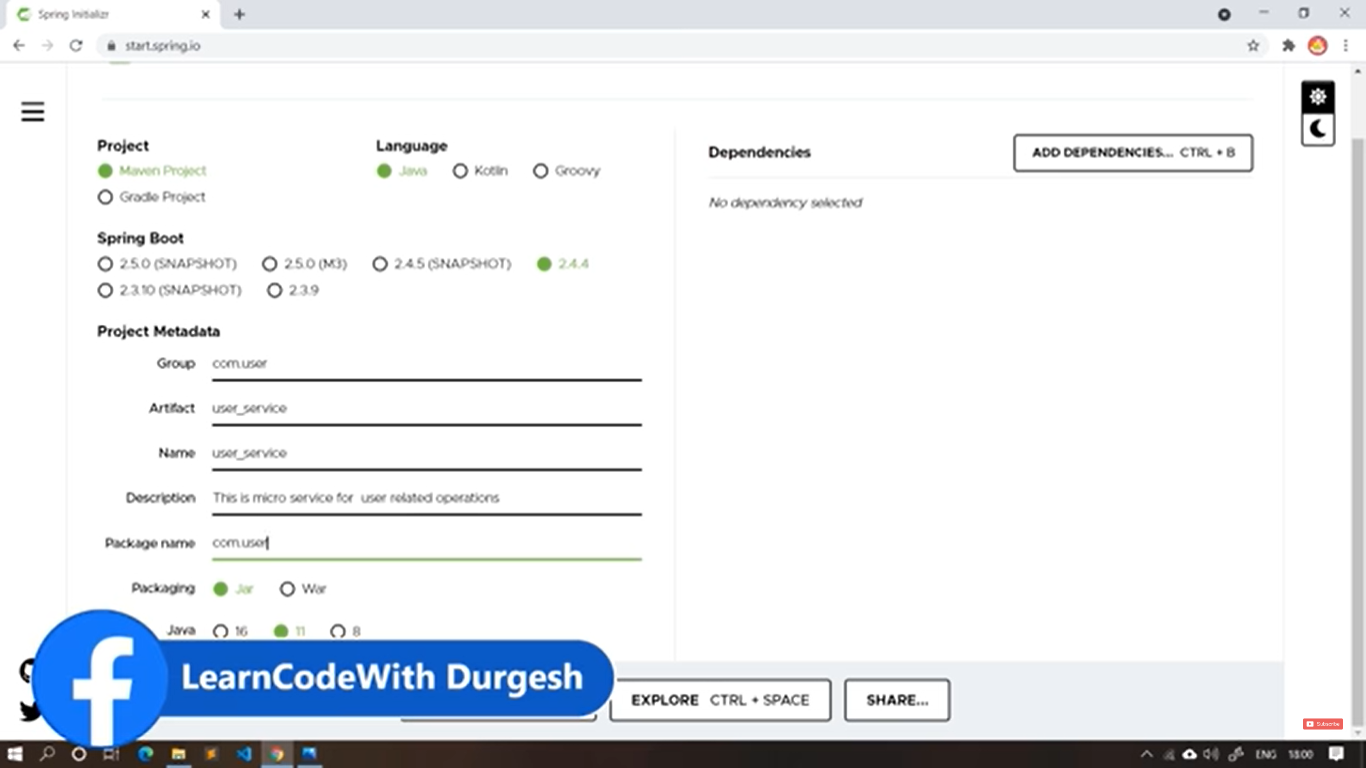 Spring Initializr
start.spring.io
Project
Language
Dependencies
ADD DEPENDENCIES... CTRL + B
Maven Project
Java
Kotlin
Groovy
Gradle Project
No dependency selected
Spring Boot
2.5.0 (SNAPSHOT)
2.5.0 (M3)
2.4.5 (SNAPSHOT)
2.4.4
2.3.10 (SNAPSHOT)
2.3.9
Project Metadata
Group com.user
Artifact user_service
Name user_service
Description This is micro service for  user related operations
Package name com.user
Packaging Jar War
Java 16 11 8
LearnCodeWith Durgesh
EXPLORE CTRL + SPACE
SHARE...
Subscribe
ENG 18:00